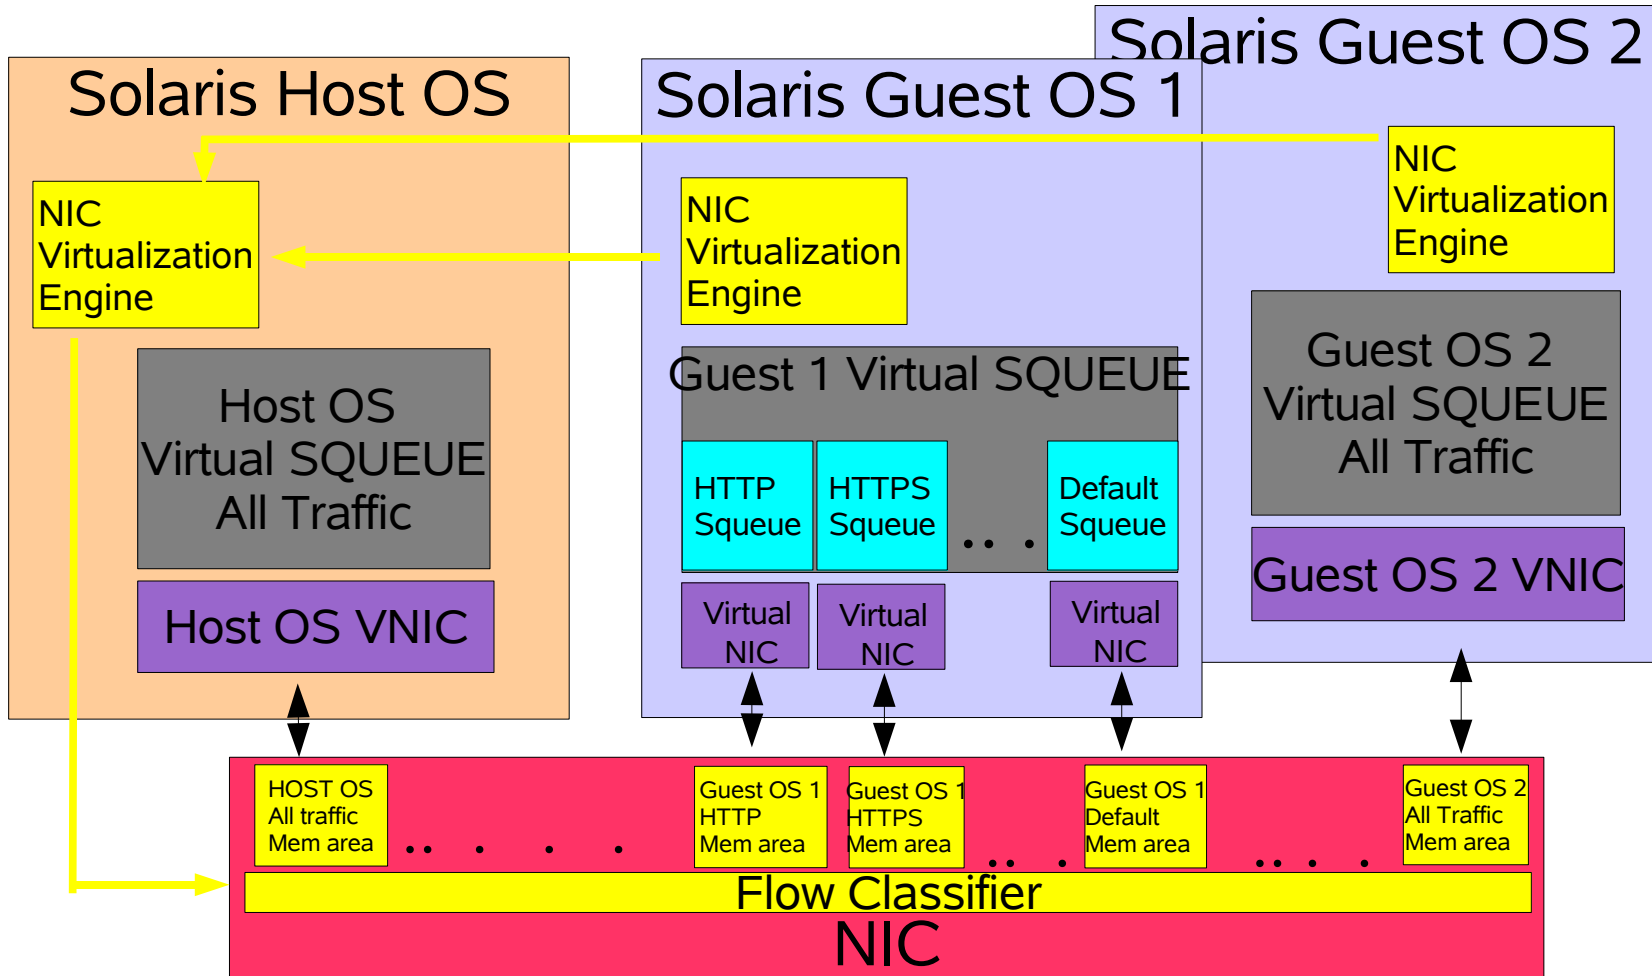 Solaris Host OS
NIC
Virtualization
Engine
Host OS
Virtual SQUEUE
All Traffic
Host OS VNIC
Solaris Guest OS 1
NIC
Virtualization
Engine
Guest 1 Virtual SQUEUE
HTTP
Squeue
HTTPS
Squeue
.. .
Default
Squeue
Virtual
NIC
Virtual
NIC
Virtual
NIC
Solaris Guest OS 2
NIC
Virtualization
Engine
Guest OS 2
Virtual SQUEUE
All Traffic
Guest OS 2 VNIC
HOST OS
All traffic
Mem area
.. . . .
Guest OS 1
HTTP
Mem area
Guest OS 1
HTTPS
Mem area
.. . .
Guest OS 1
Default
Mem area
.. . .
Guest OS 2
All Traffic
Mem area
Flow Classifier
NIC